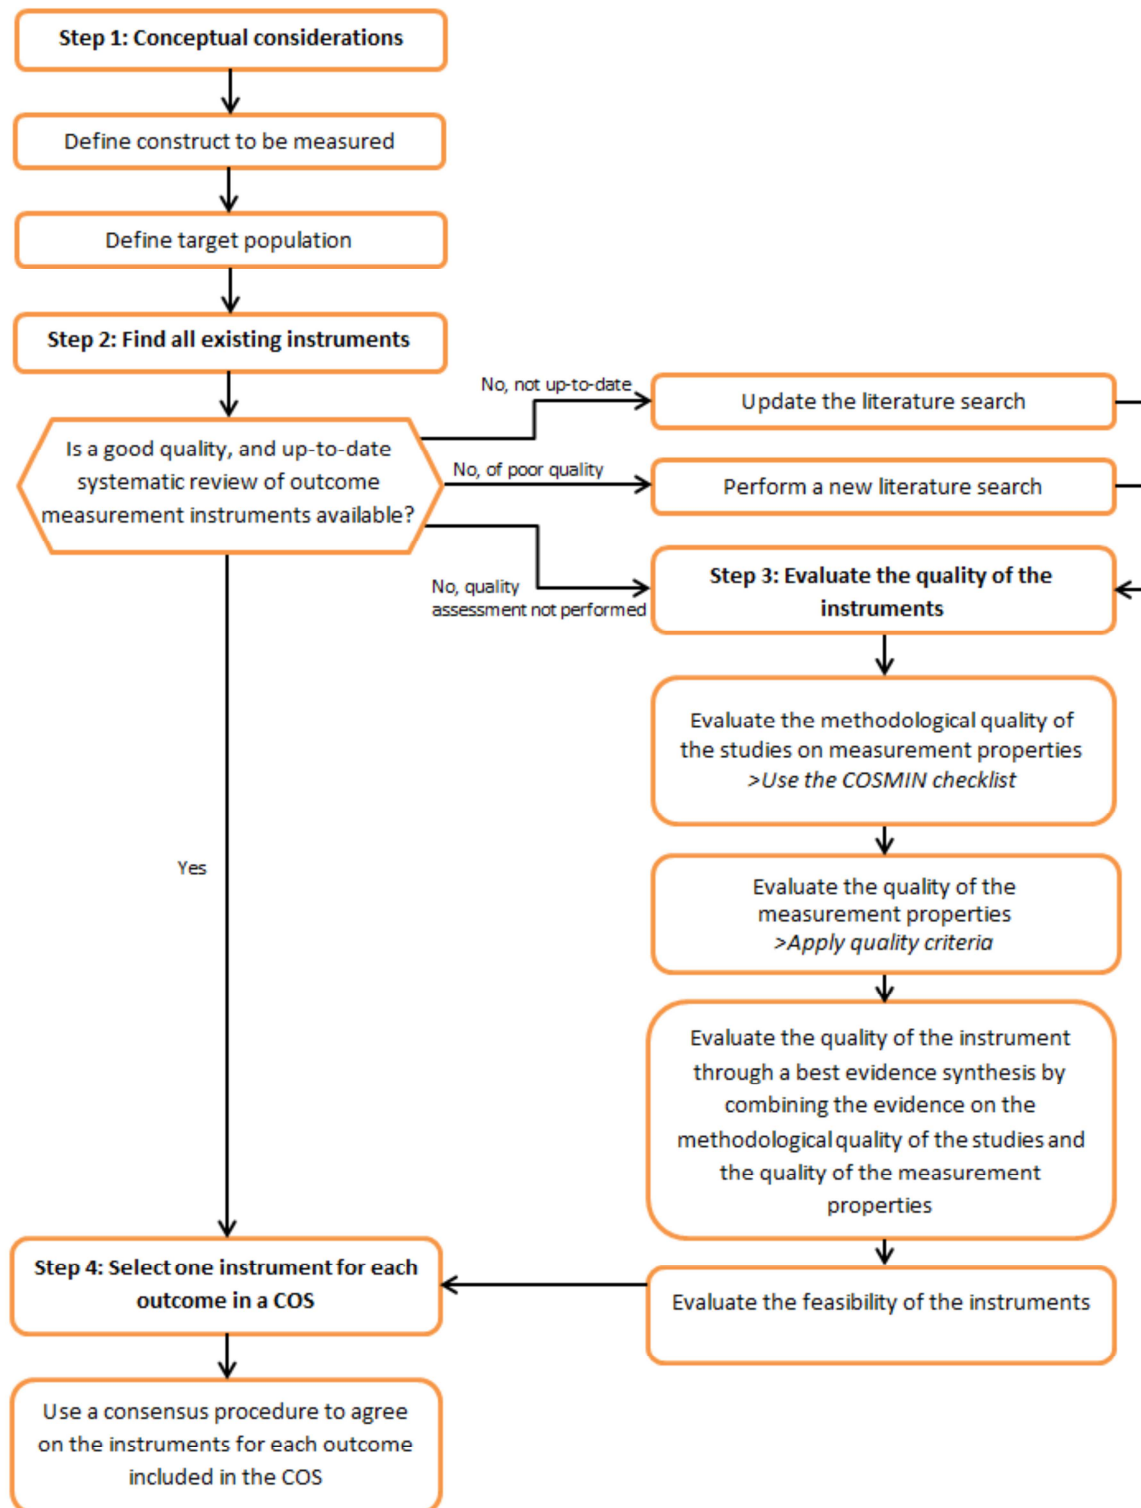 Step 1: Conceptual considerations
Define construct to be measured
Define target population
Step 2: Find all existing instruments
Is a good quality, and up-to-date
systematic review of outcome
measurement instruments available?
No, not up-to-date
Update the literature search
No, of poor quality
Perform a new literature search
No, quality
assessment not performed
Step 3: Evaluate the quality of the
instruments
Evaluate the methodological quality of
the studies on measurement properties
>Use the COSMIN checklist
Evaluate the quality of the
measurement properties
>Apply quality criteria
Evaluate the quality of the instrument
through a best evidence synthesis by
combining the evidence on the
methodological quality of the studies and
the quality of the measurement
properties
Evaluate the feasibility of the instruments
Yes
Step 4: Select one instrument for each
outcome in a COS
Use a consensus procedure to agree
on the instruments for each outcome
included in the COS